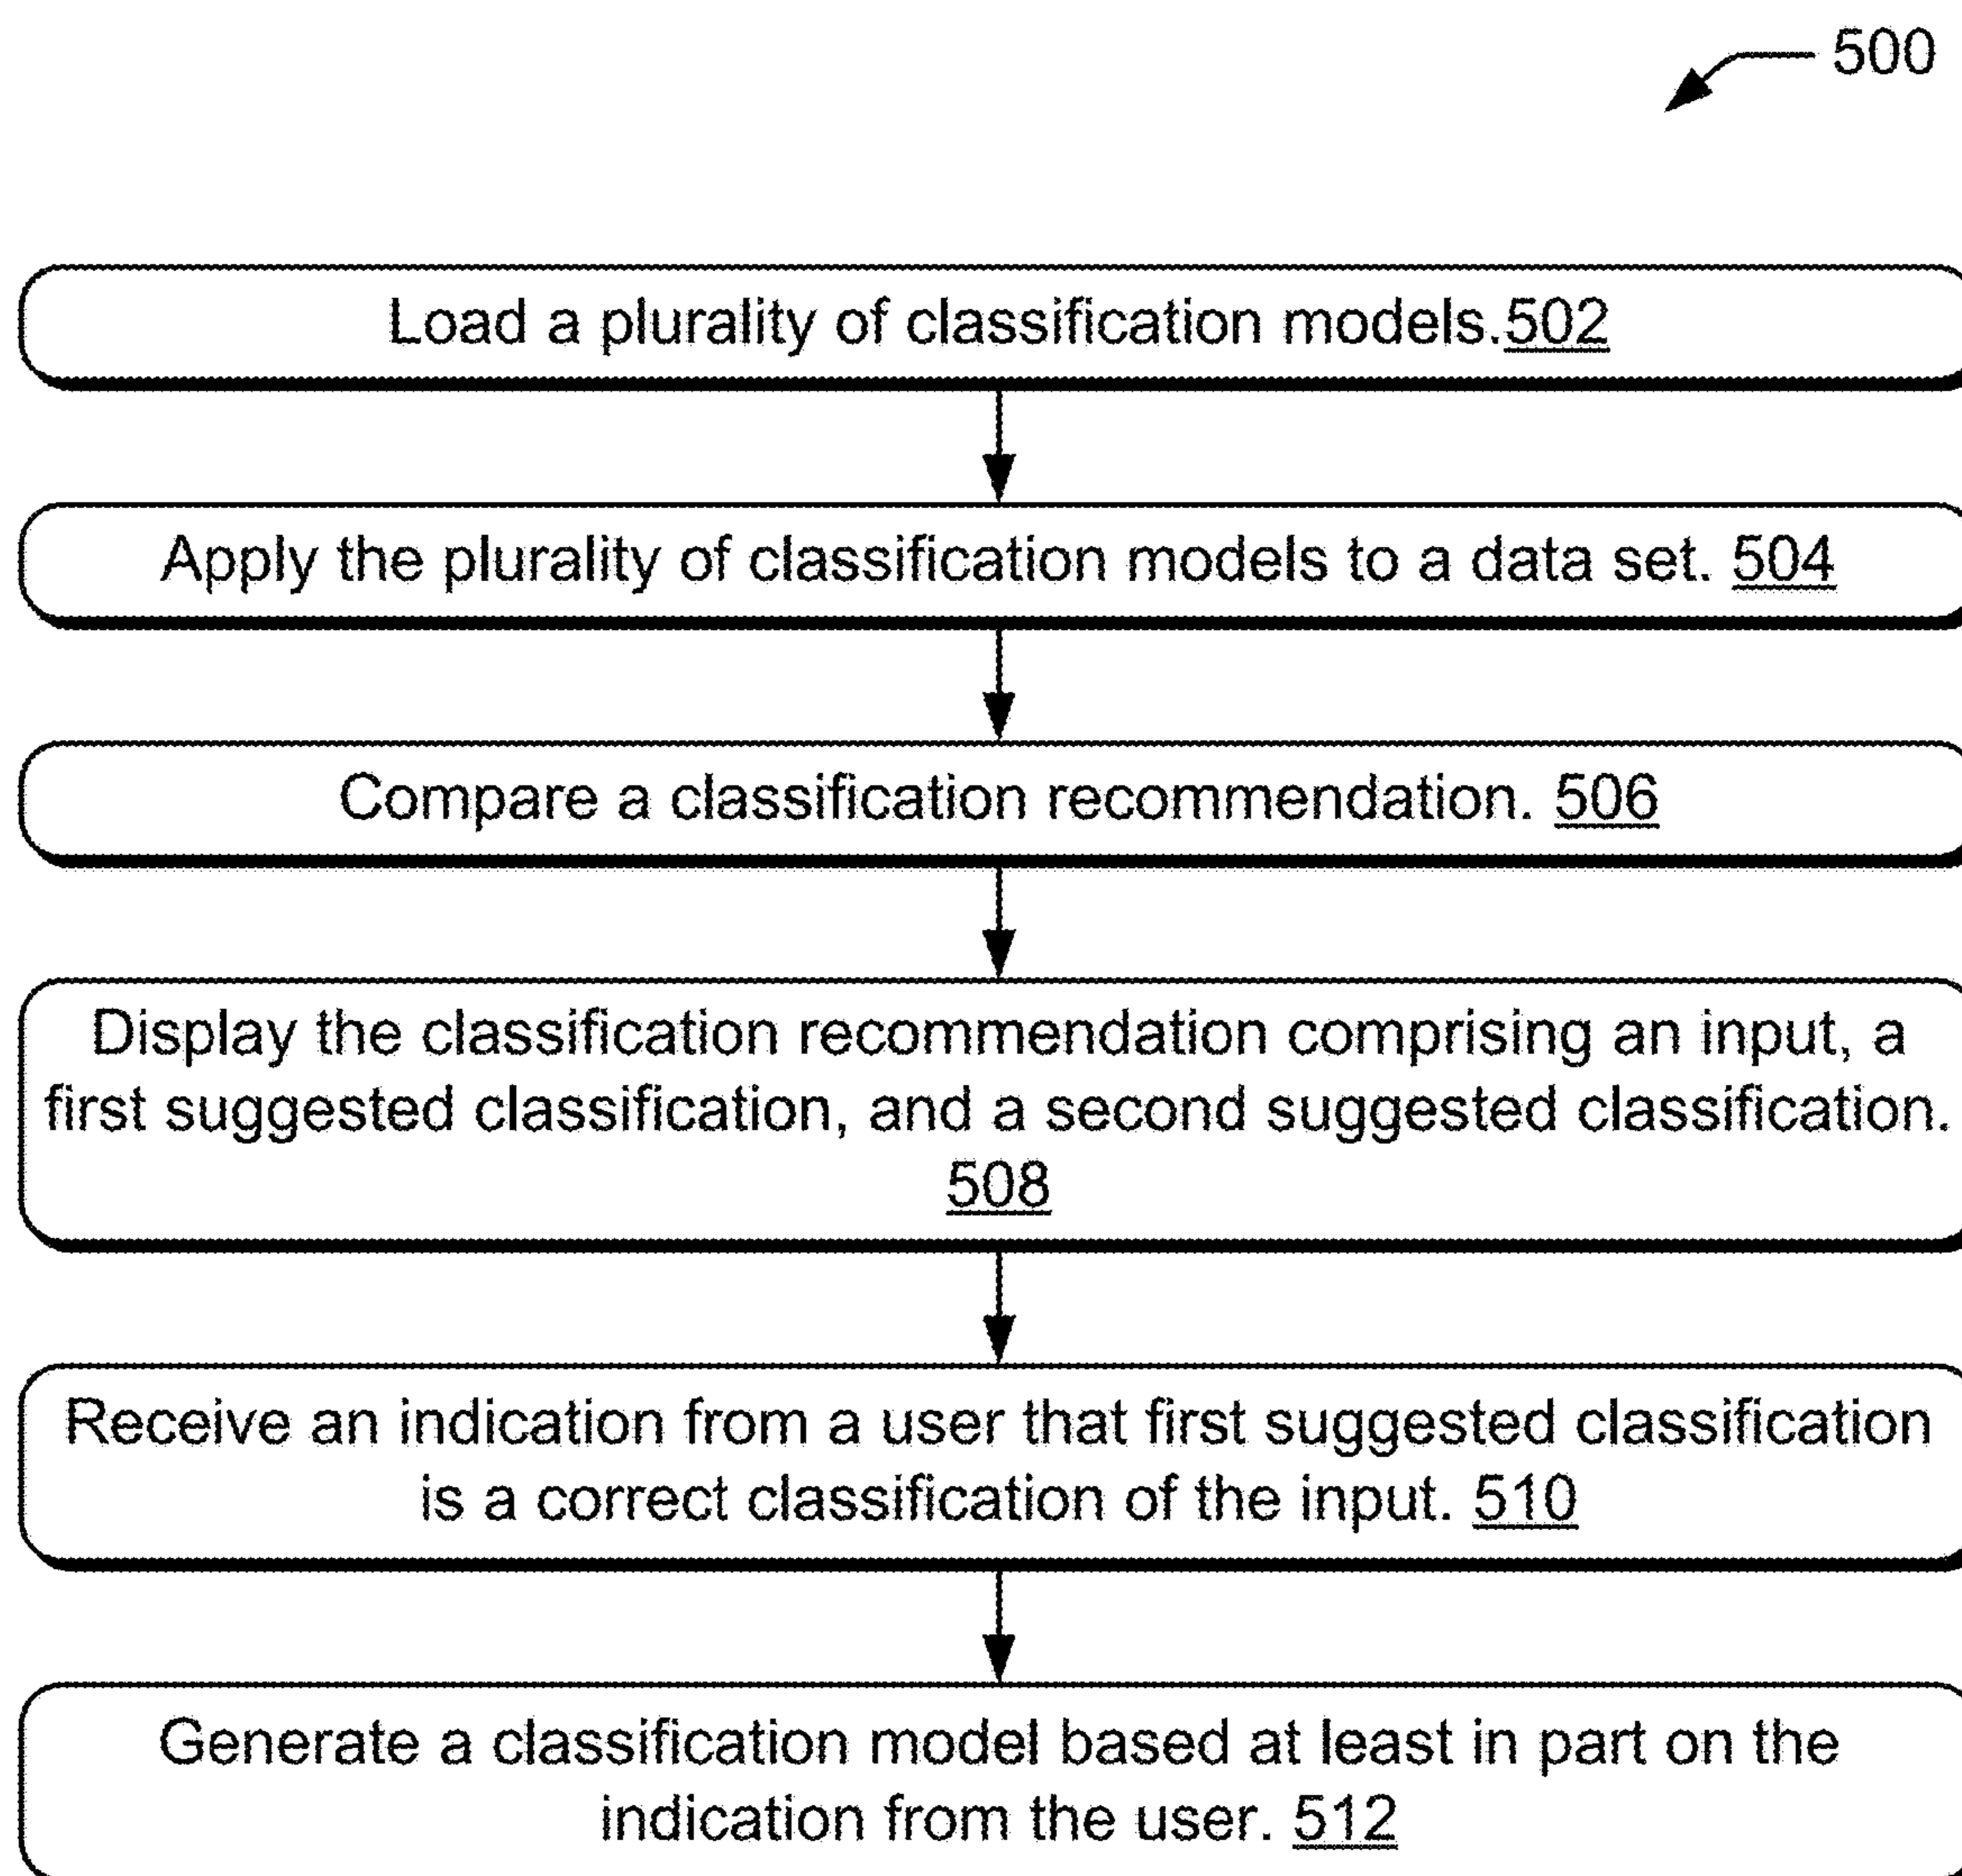 500
Load a plurality of classification models.502
Apply the plurality of classification models to a data set. 504
Compare a classification recommendation. 506
Display the classification recommendation comprising an input, a
first suggested classification, and a second suggested classification.
508
Receive an indication from a user that first suggested classification
is a correct classification of the input. 510
Generate a classification model based at least in part on the
indication from the user. 512